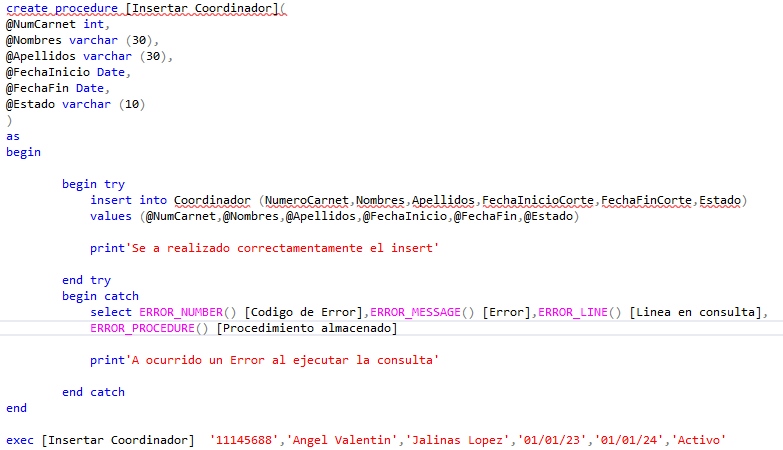 create procedure [Insertar Coordinador](
@NumCarnet int,
@Nombres varchar (30),
@Apellidos varchar (30),
@FechaInicio Date,
@FechaFin Date,
@Estado varchar (10)
)
as
begin
begin try
insert into Coordinador (NumeroCarnet,Nombres,Apellidos,FechaInicioCorte,FechaFinCorte,Estado)
values (@NumCarnet,@Nombres,@Apellidos,@FechaInicio,@FechaFin,@Estado)
print'Se a realizado correctamentamente el insert'
end try
begin catch
select ERROR_NUMBER() [Codigo de Error],ERROR_MESSAGE() [Error],ERROR_LINE() [Linea en consulta],
ERROR_PROCEDURE() [Procedimiento almacenado]
print'A ocurrido un Error al ejecutar la consulta'
end catch
end
exec [Insertar Coordinador]  '11145688','Angel Valentin','Jalinas Lopez','01/01/23','01/01/24','Activo'